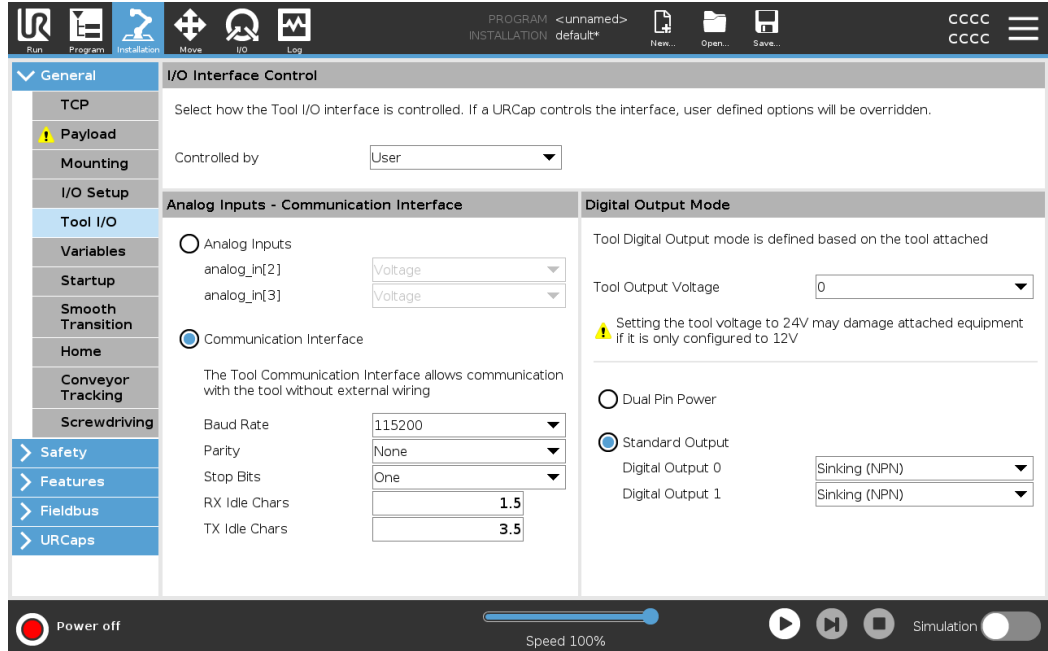 UR
Run
Program
Installation
Move
I/O
Log
PROGRAM <unnamed>
INSTALLATION default*
New...
Open...
Save...
CCCC
CCCC
General
TCP
Payload
Mounting
I/O Setup
Tool I/O
Variables
Startup
Smooth
Transition
Home
Conveyor
Tracking
Screwdriving
Safety
Features
Fieldbus
URCaps
I/O Interface Control
Select how the Tool I/O interface is controlled. If a URCap controls the interface, user defined options will be overridden.
Controlled by User
Analog Inputs - Communication Interface
Analog Inputs
analog_in[2] Voltage
analog_in[3] Voltage
Communication Interface
The Tool Communication Interface allows communication
with the tool without external wiring
Baud Rate 115200
Parity None
Stop Bits One
RX Idle Chars 1.5
TX Idle Chars 3.5
Digital Output Mode
Tool Digital Output mode is defined based on the tool attached
Tool Output Voltage 0
Setting the tool voltage to 24V may damage attached equipment
if it is only configured to 12V
Dual Pin Power
Standard Output
Digital Output 0 Sinking (NPN)
Digital Output 1 Sinking (NPN)
Power off
Speed 100%
Simulation